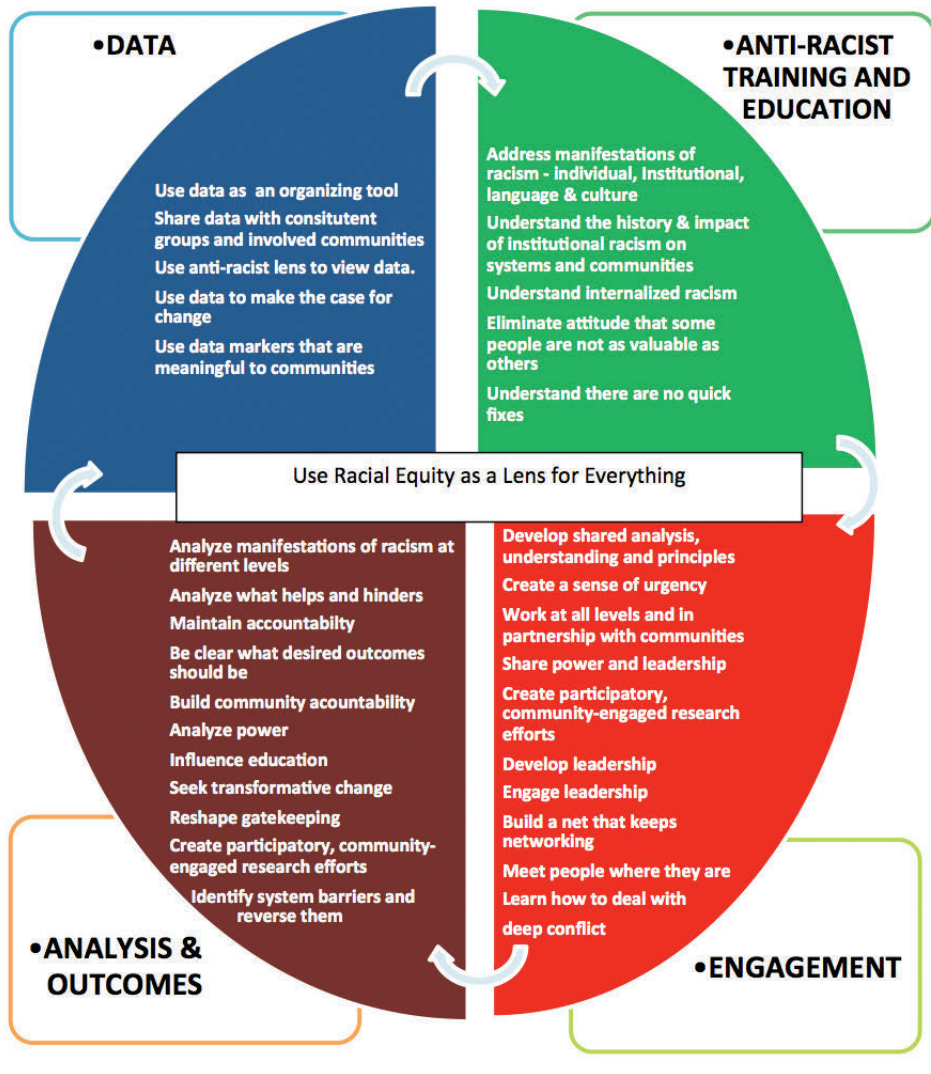 •DATA
Use data as an organizing tool
Share data with consitutent
groups and involved communities
Use anti-racist lens to view data.
Use data to make the case for
change
Use data markers that are
meaningful to communities
•ANTI-RACIST
TRAINING AND
EDUCATION
Address manifestations of
racism - individual, Institutional,
language & culture
Understand the history & impact
of institutional racism on
systems and communities
Understand internalized racism
Eliminate attitude that some
people are not as valuable as
others
Understand there are no quick
fixes
Use Racial Equity as a Lens for Everything
Analyze manifestations of racism at
different levels
Analyze what helps and hinders
Maintain accountabilty
Be clear what desired outcomes
should be
Build community acountability
Analyze power
Influence education
Seek transformative change
Reshape gatekeeping
Create participatory, community-
engaged research efforts
Identify system barriers and
reverse them
•ANALYSIS &
OUTCOMES
Develop shared analysis,
understanding and principles
Create a sense of urgency
Work at all levels and in
partnership with communities
Share power and leadership
Create participatory,
community-engaged research
efforts
Develop leadership
Engage leadership
Build a net that keeps
networking
Meet people where they are
Learn how to deal with
deep conflict
•ENGAGEMENT